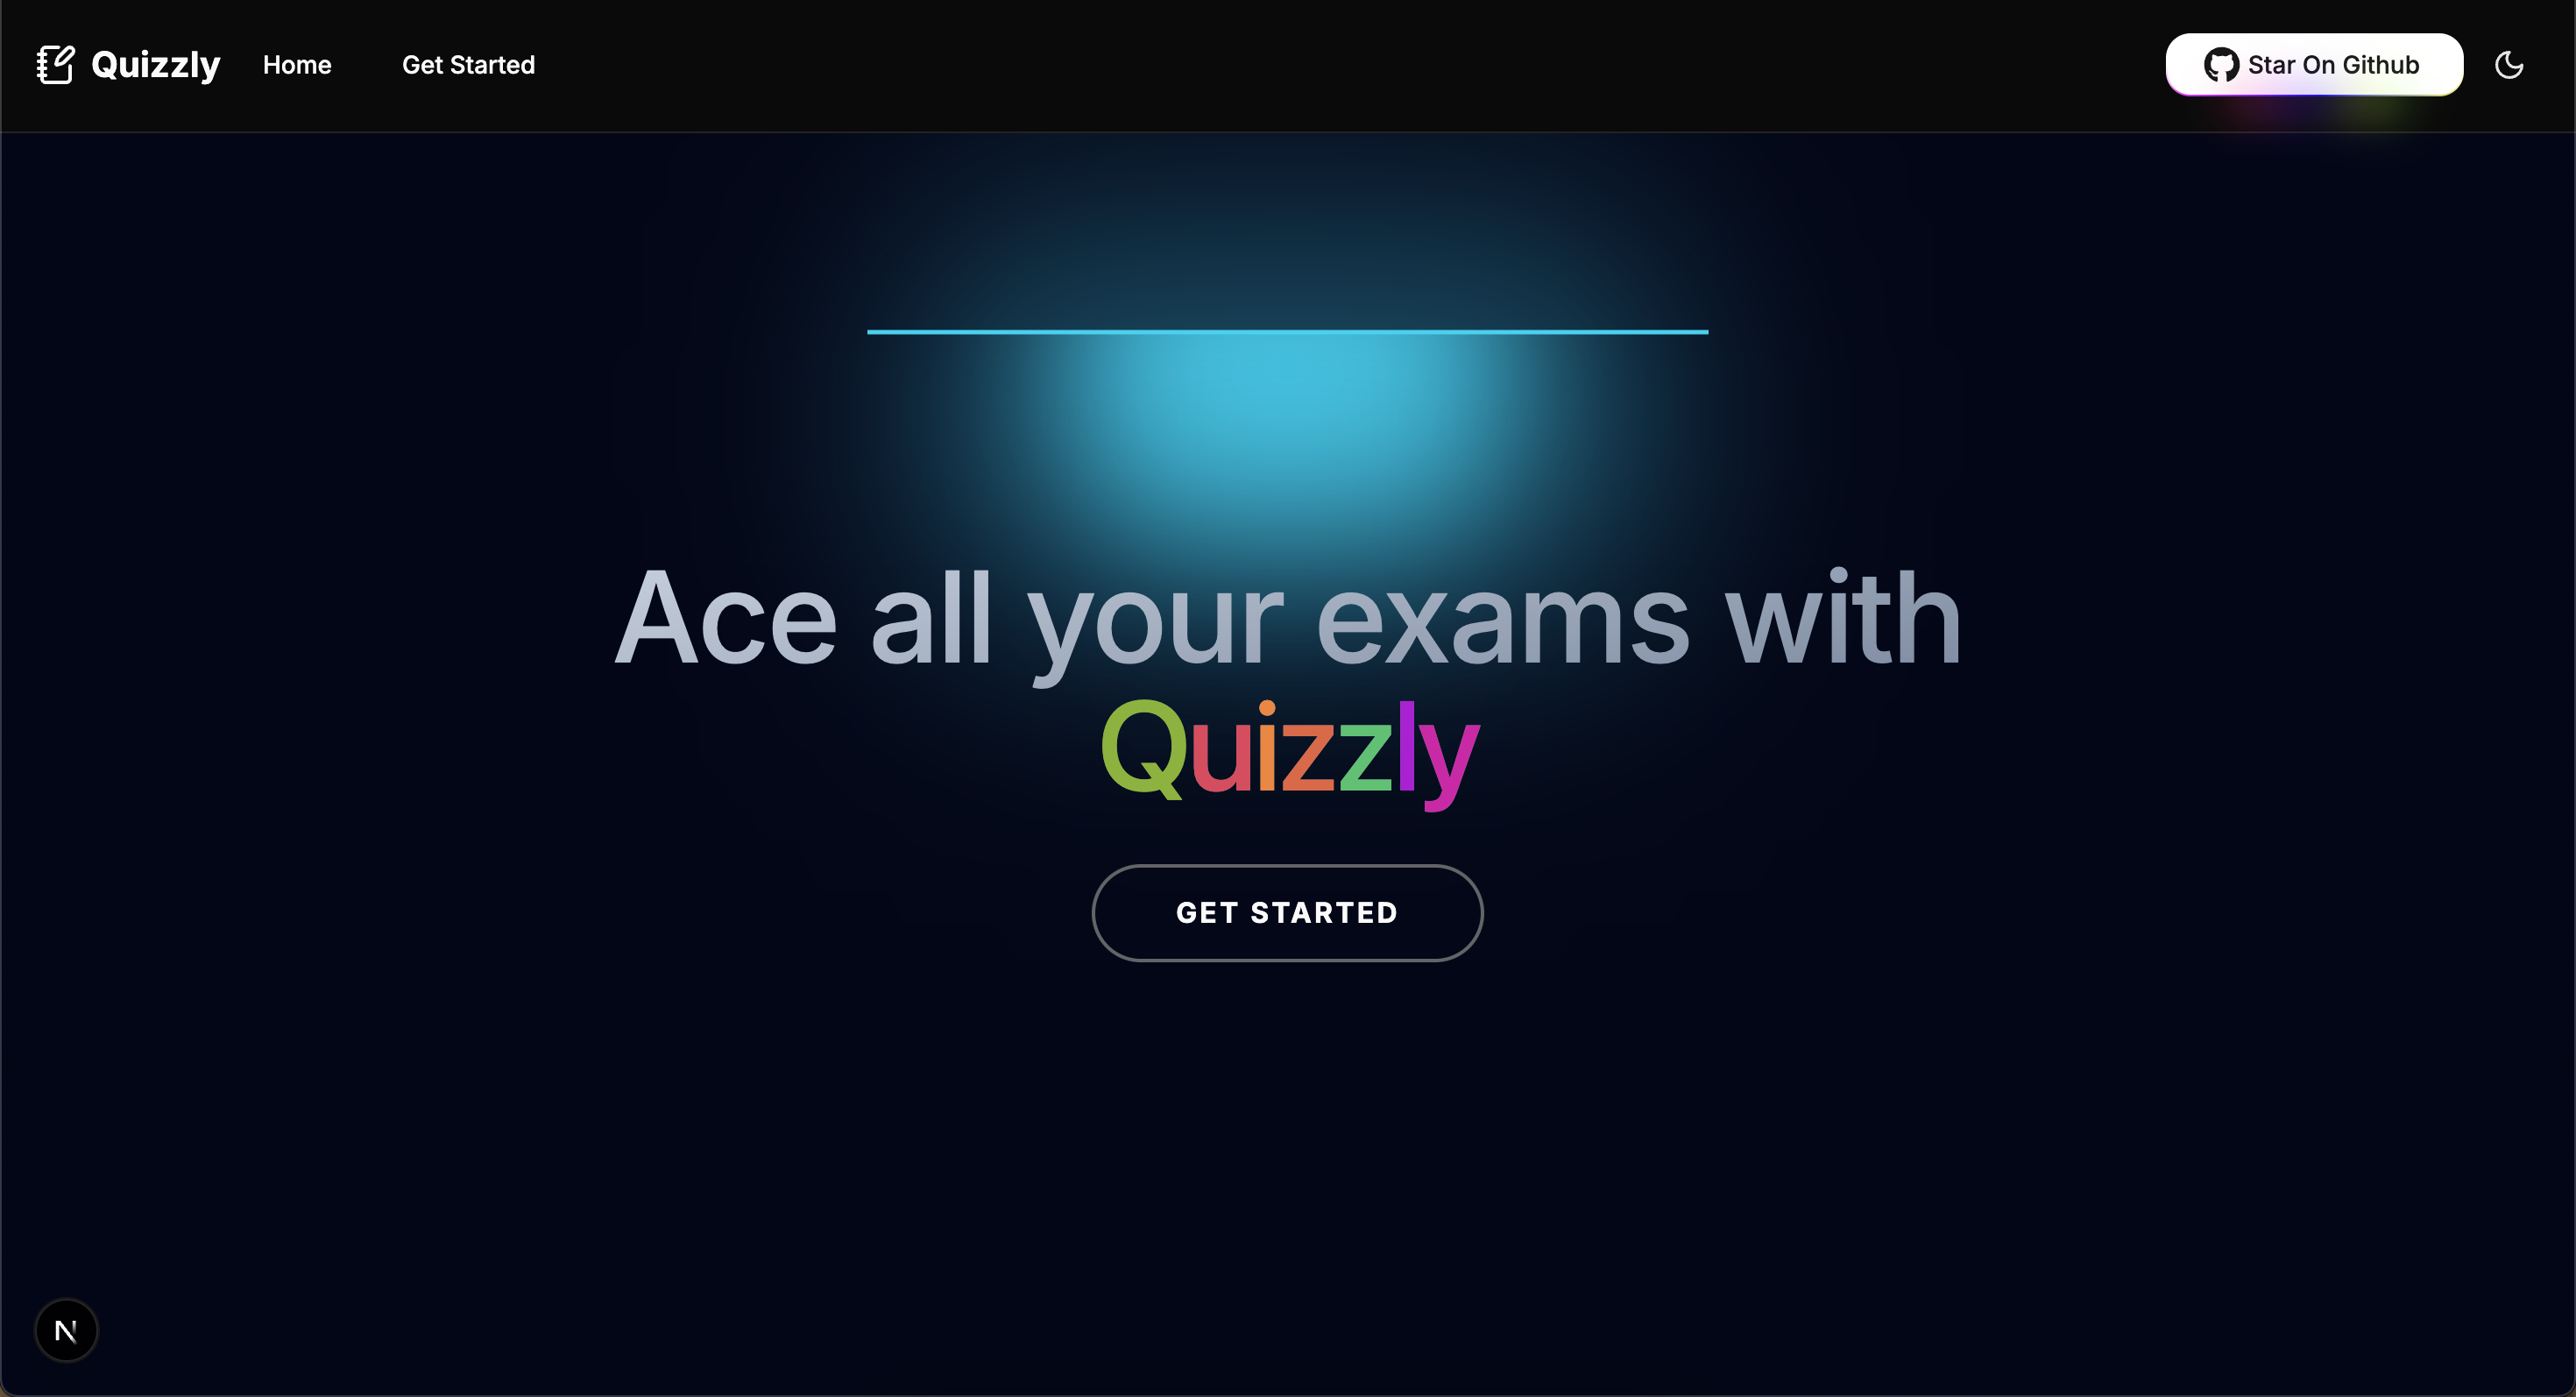 Quizzly
Home
Get Started
Star On Github
Ace all your exams with
Quizzly
GET STARTED
N